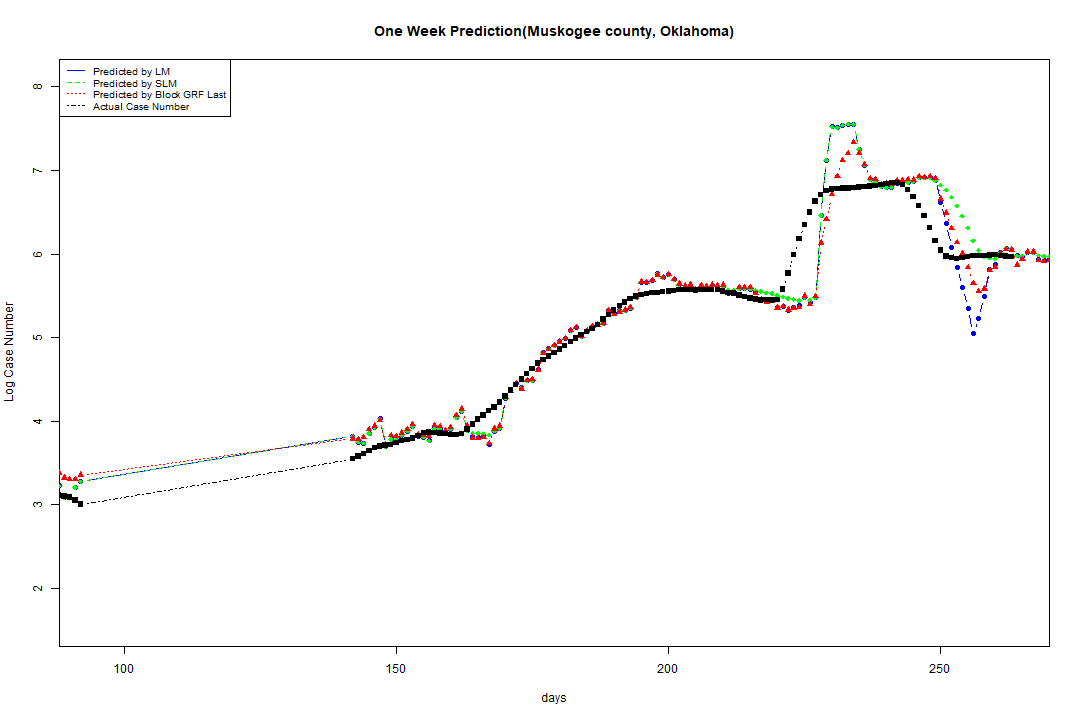 One Week Prediction(Muskogee county, Oklahoma)
Predicted by LM
Predicted by SLM
Predicted by Block GRF Last
Actual Case Number
8
7
6
5
4
3
2
Log Case Number
100
150
200
250
days